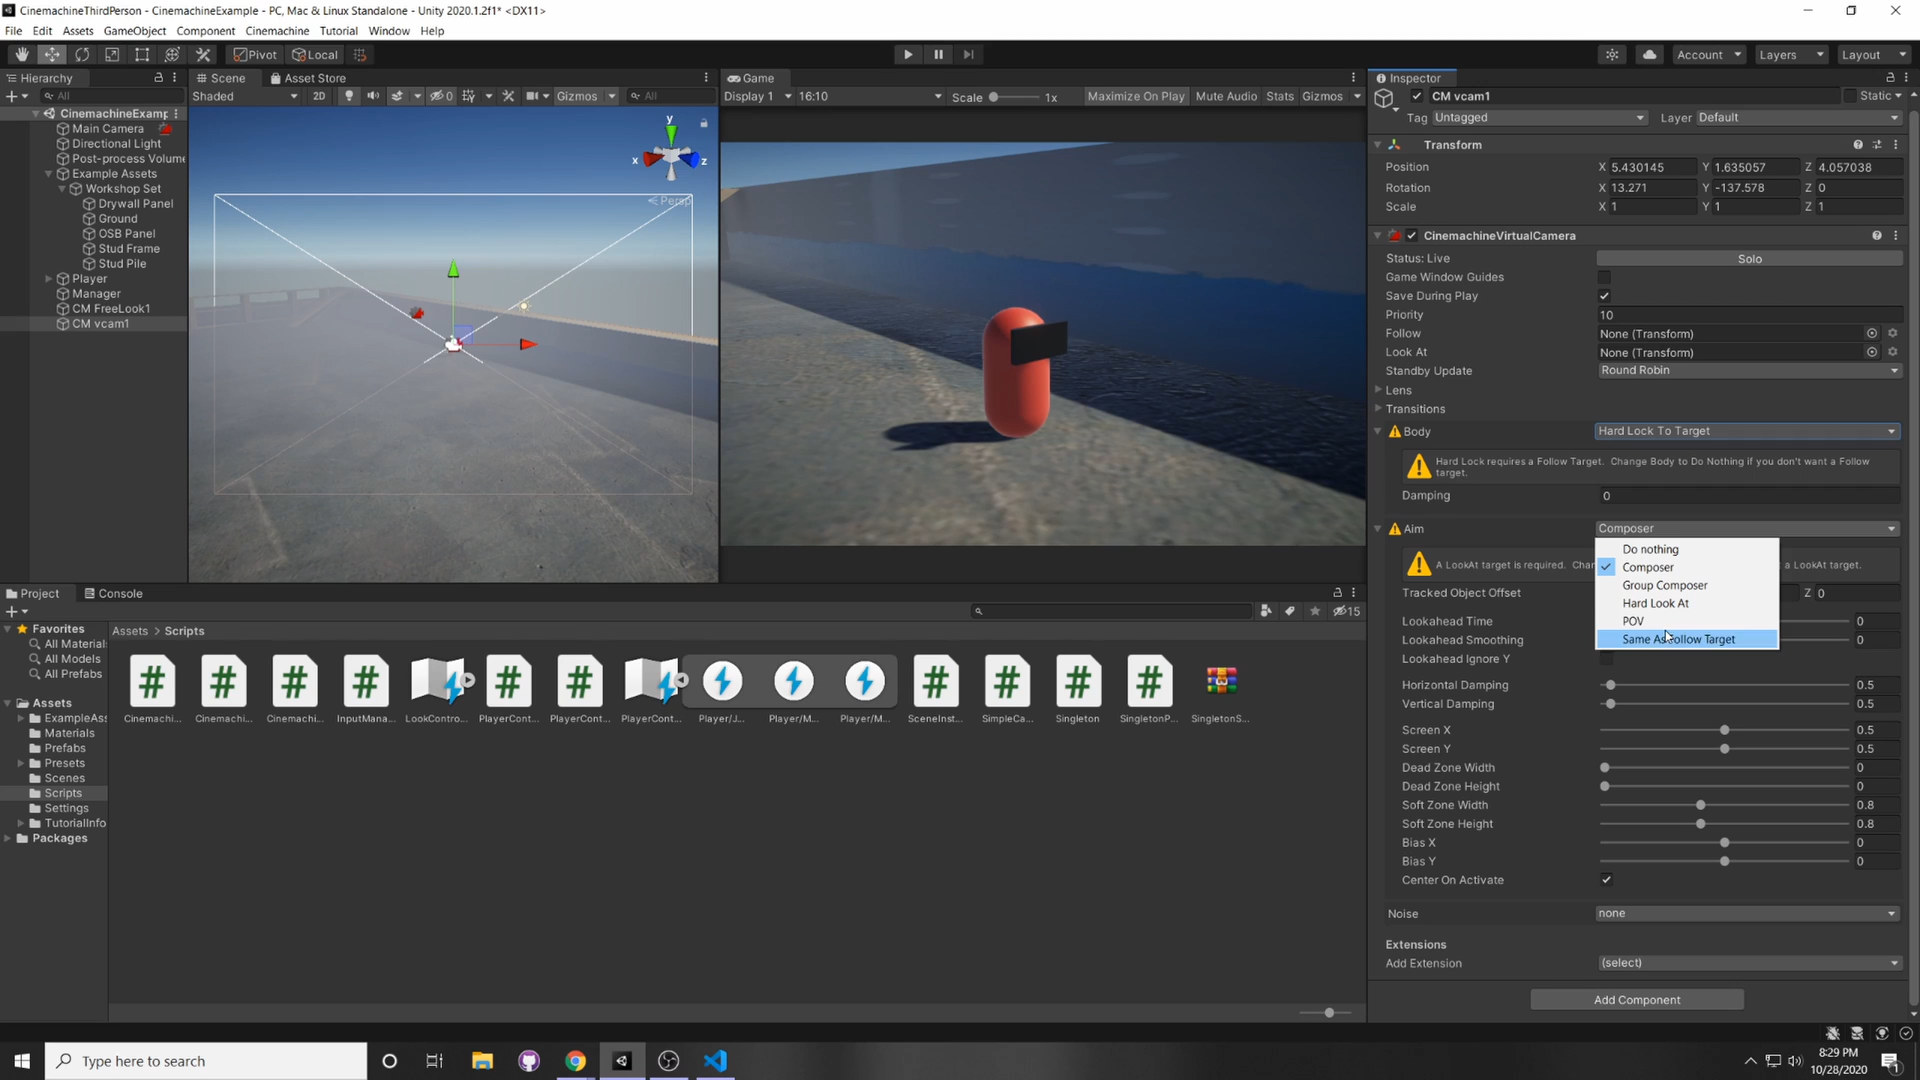 CinemachineThirdPerson - CinemachineExample - PC, Mac & Linux Standalone - Unity 2020.1.2f1* <DX11>
File Edit Assets GameObject Component Cinemachine Tutorial Window Help
Pivot Local
Account Layers Layout
Hierarchy
All
CinemachineExamp
Main Camera
Directional Light
Post-process Volume
Example Assets
Workshop Set
Drywall Panel
Ground
OSB Panel
Stud Frame
Stud Pile
Player
Manager
CM FreeLook1
CM vcam1
Scene Asset Store
Shaded 2D 0 Gizmos All
y
x z
Persp
Game
Display 1 16:10 Scale 1x Maximize On Play Mute Audio Stats Gizmos
Inspector
CM vcam1 Static
Tag Untagged Layer Default
Transform
Position X 5.430145 Y 1.635057 Z 4.057038
Rotation X 13.271 Y -137.578 Z 0
Scale X 1 Y 1 Z 1
CinemachineVirtualCamera
Status: Live Solo
Game Window Guides
Save During Play
Priority 10
Follow None (Transform)
Look At None (Transform)
Standby Update Round Robin
Lens
Transitions
Body Hard Lock To Target
Hard Lock requires a Follow Target. Change Body to Do Nothing if you don't want a Follow
target.
Damping 0
Aim Composer
Do nothing
Composer
Group Composer
Hard Look At
POV
Same As Follow Target
A LookAt target is required. Chan a LookAt target.
Tracked Object Offset Z 0
Lookahead Time 0
Lookahead Smoothing 0
Lookahead Ignore Y
Horizontal Damping 0.5
Vertical Damping 0.5
Screen X 0.5
Screen Y 0.5
Dead Zone Width 0
Dead Zone Height 0
Soft Zone Width 0.8
Soft Zone Height 0.8
Bias X 0
Bias Y 0
Center On Activate
Noise none
Extensions
Add Extension (select)
Add Component
Project Console
15
Favorites
All Material
All Models
All Prefabs
Assets
ExampleAss
Materials
Prefabs
Presets
Scenes
Scripts
Settings
TutorialInfo
Packages
Assets > Scripts
Cinemachi... Cinemachi... Cinemachi... InputMana... LookContro... PlayerCont... PlayerCont... PlayerCont... Player/J... Player/M... Player/M... SceneInst... SimpleCa... Singleton SingletonP... SingletonS...
Type here to search
8:29 PM
10/28/2020
1